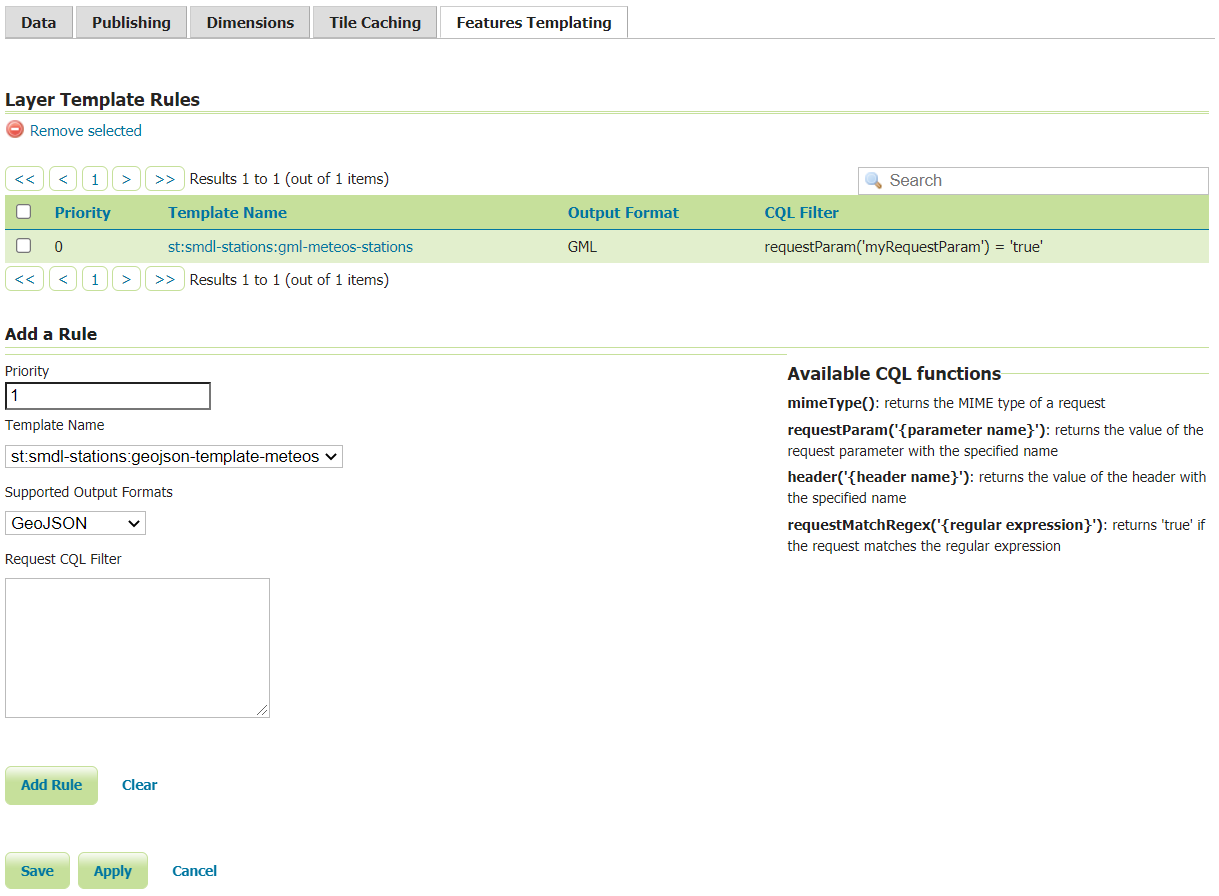 Data Publishing Dimensions Tile Caching Features Templating
Layer Template Rules
Remove selected
<< < 1 > >> Results 1 to 1 (out of 1 items) Search
Priority Template Name Output Format CQL Filter
0 st:smdl-stations:gml-meteos-stations GML requestParam('myRequestParam') = 'true'
<< < 1 > >> Results 1 to 1 (out of 1 items)
Add a Rule
Priority
1
Template Name
st:smdl-stations:geojson-template-meteos
Supported Output Formats
GeoJSON
Request CQL Filter
Available CQL functions
mimeType(): returns the MIME type of a request
requestParam('{parameter name}'): returns the value of the
request parameter with the specified name
header('{header name}'): returns the value of the header with
the specified name
requestMatchRegex('{regular expression}'): returns 'true' if
the request matches the regular expression
Add Rule Clear
Save Apply Cancel